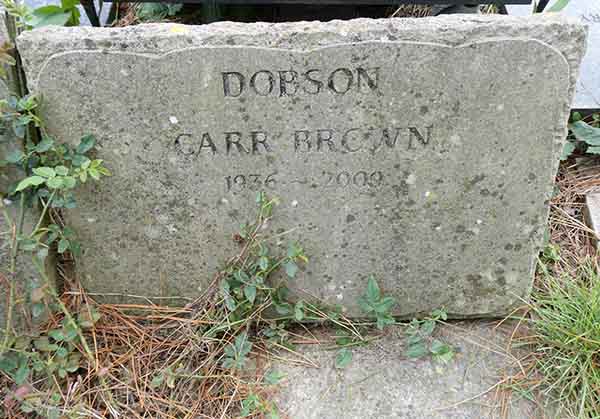 DOBSON
CARR BROWN
1936 ~ 2009